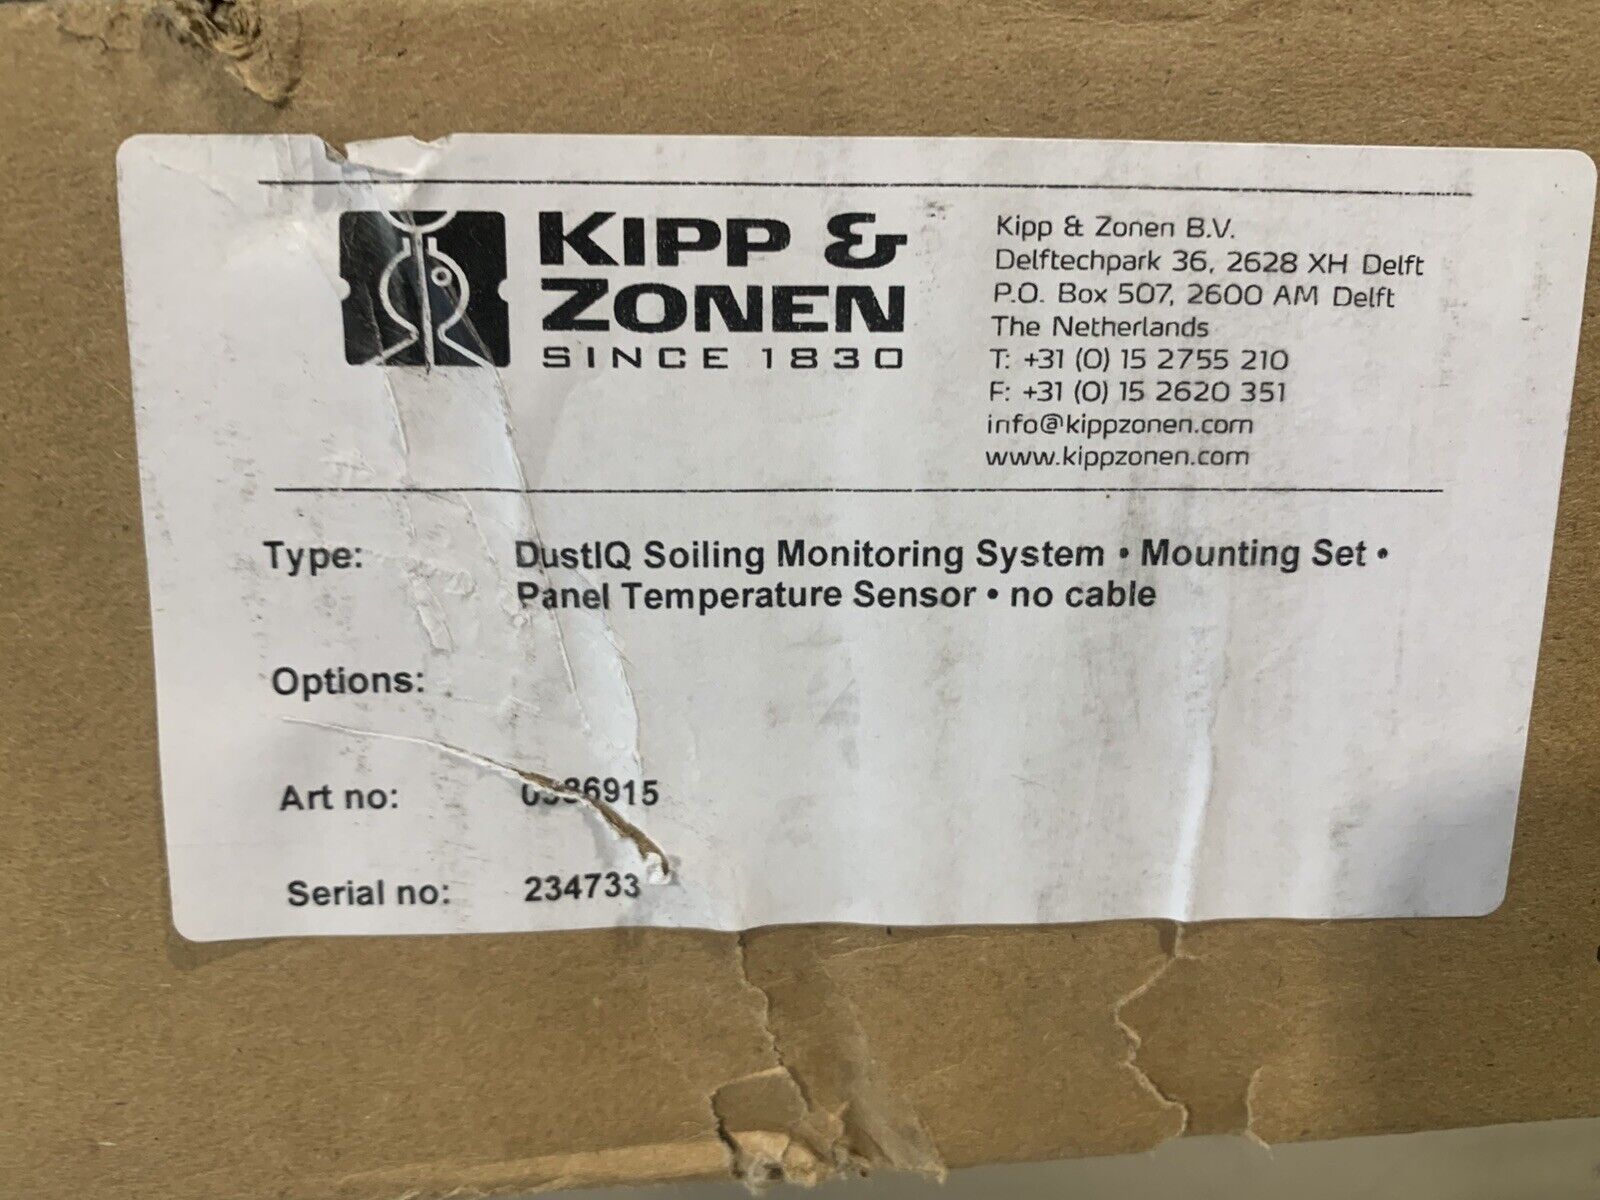 KIPP &
ZONEN
SINCE 1830
Kipp & Zonen B.V.
Delftechpark 36, 2628 XH Delft
P.O. Box 507, 2600 AM Delft
The Netherlands
T: +31 (0) 15 2755 210
F: +31 (0) 15 2620 351
info@kippzonen.com
www.kippzonen.com
Type: DustIQ Soiling Monitoring System • Mounting Set •
Panel Temperature Sensor • no cable
Options:
Art no:
Serial no: 234733